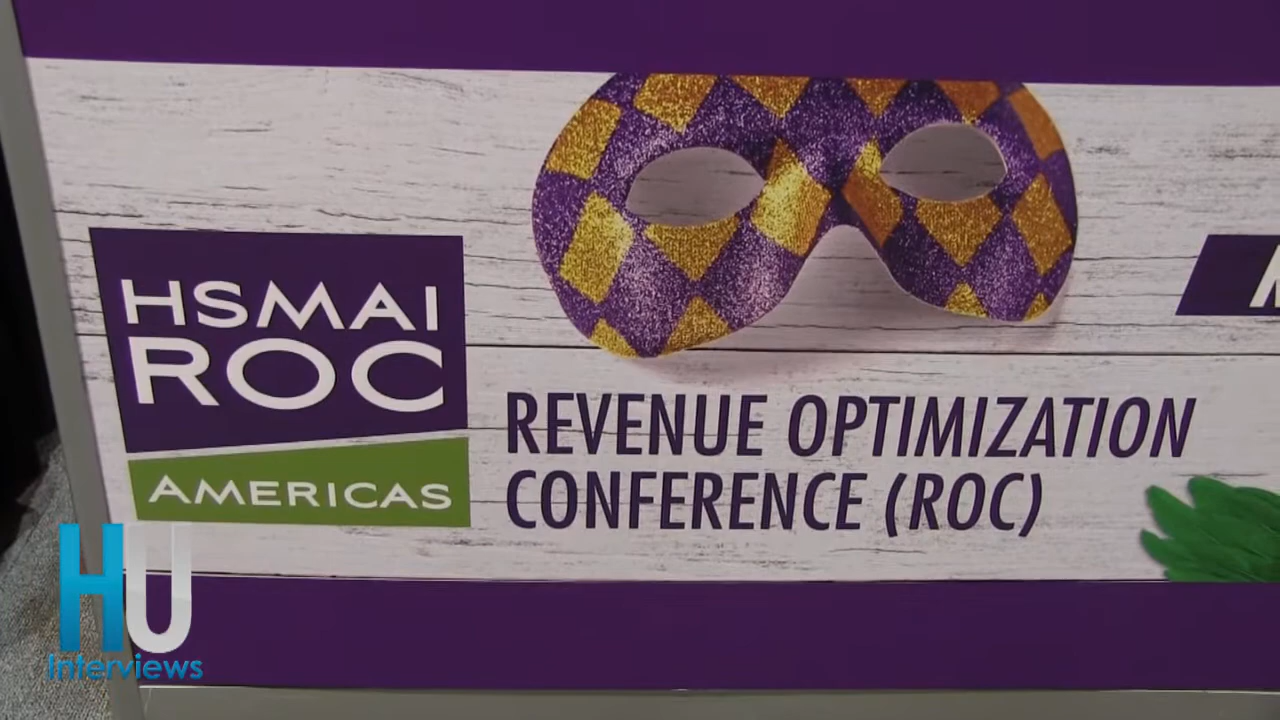 HSMAI
ROC
AMERICAS
REVENUE OPTIMIZATION
CONFERENCE (ROC)
HU
Interviews